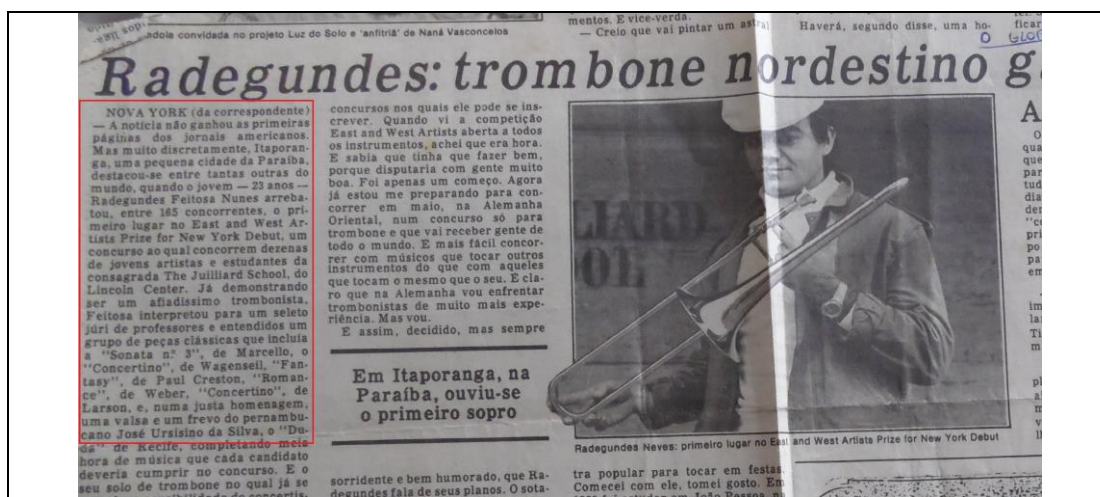 mentos. E vice-verda.
— Creio que vai pintar um astral
Haverá, segundo disse, uma ho-
ficar
O GLO
convidada no projeto Luz do Solo e 'anfitriã' de Naná Vasconcelos
Radegundes: trombone nordestino g
NOVA YORK (da correspondente)
— A notícia não ganhou as primeiras
páginas dos jornais americanos.
Mas muito discretamente, Itaporan-
ga, uma pequena cidade da Paraíba,
destacou-se entre tantas outras do
mundo, quando o jovem — 23 anos —
Radegundes Feitosa Nunes arreba-
tou, entre 165 concorrentes, o pri-
meiro lugar no East and West Ar-
tists Prize for New York Debut, um
concurso ao qual concorrem dezenas
de jovens artistas e estudantes da
consagrada The Juilliard School, do
Lincoln Center. Já demonstrando
ser um afiadíssimo trombonista,
Feitosa interpretou para um seleto
júri de professores e entendidos um
grupo de peças clássicas que incluía
a "Sonata n.º 3", de Marcello, o
"Concertino", de Wagenseil, "Fan-
tasy", de Paul Creston, "Roman-
ce", de Weber, "Concertino", de
Larson, e, numa justa homenagem,
uma valsa e um frevo do pernambu-
cano José Ursisino da Silva, o "Du-
da" de Recife, completando meia
hora de música que cada candidato
deveria cumprir no concurso. E o
seu solo de trombone no qual já se
concursos nos quais ele pode se ins-
crever. Quando vi a competição
East and West Artists aberta a todos
os instrumentos, achei que era hora.
E sabia que tinha que fazer bem,
porque disputaria com gente muito
boa. Foi apenas um começo. Agora
já estou me preparando para con-
correr em maio, na Alemanha
Oriental, num concurso só para
trombone e que vai receber gente de
todo o mundo. E mais fácil concor-
rer com músicos que tocar outros
instrumentos do que com aqueles
que tocam o mesmo que o seu. E cla-
ro que na Alemanha vou enfrentar
trombonistas de muito mais expe-
riência. Mas vou.
E assim, decidido, mas sempre
Em Itaporanga, na
Paraíba, ouviu-se
o primeiro sopro
sorridente e bem humorado, que Ra-
degundes fala de seus planos. O sota-
LIARD
OOL
Radegundes Neves: primeiro lugar no East and West Artists Prize for New York Debut
tra popular para tocar em festas.
Comecei com ele, tomei gosto. Em
A